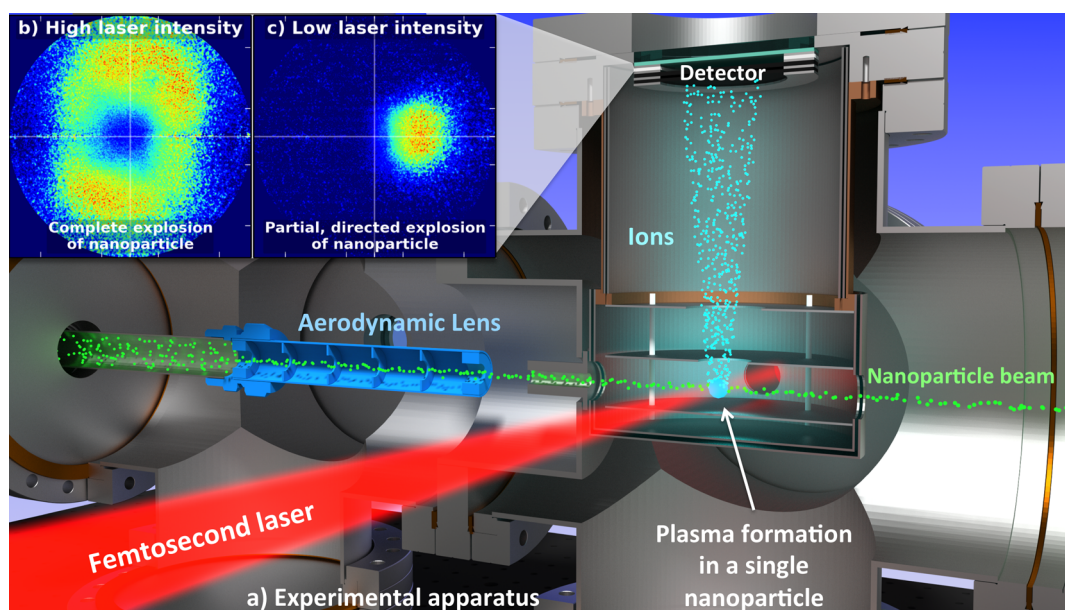 b) High laser intensity
c) Low laser intensity
Complete explosion
of nanoparticle
Partial, directed explosion
of nanoparticle
Detector
Ions
Aerodynamic Lens
Nanoparticle beam
Femtosecond laser
Plasma formation
in a single
nanoparticle
a) Experimental apparatus